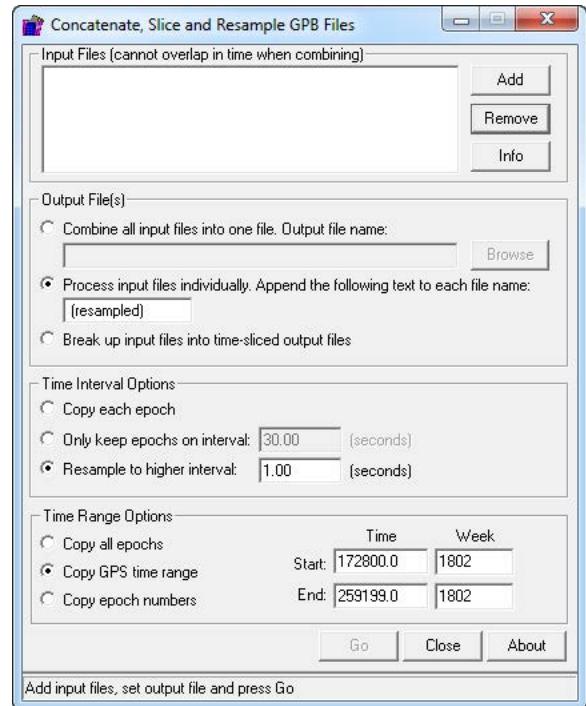 Concatenate, Slice and Resample GPB Files
Input Files (cannot overlap in time when combining)
Add
Remove
Info
Output File(s)
Combine all input files into one file. Output file name:
Browse
Process input files individually. Append the following text to each file name:
(resampled)
Break up input files into time-sliced output files
Time Interval Options
Copy each epoch
Only keep epochs on interval: 30.00 (seconds)
Resample to higher interval: 1.00 (seconds)
Time Range Options
Time Week
Copy all epochs
Start: 172800.0 1802
Copy GPS time range
End: 259199.0 1802
Copy epoch numbers
Go Close About
Add input files, set output file and press Go